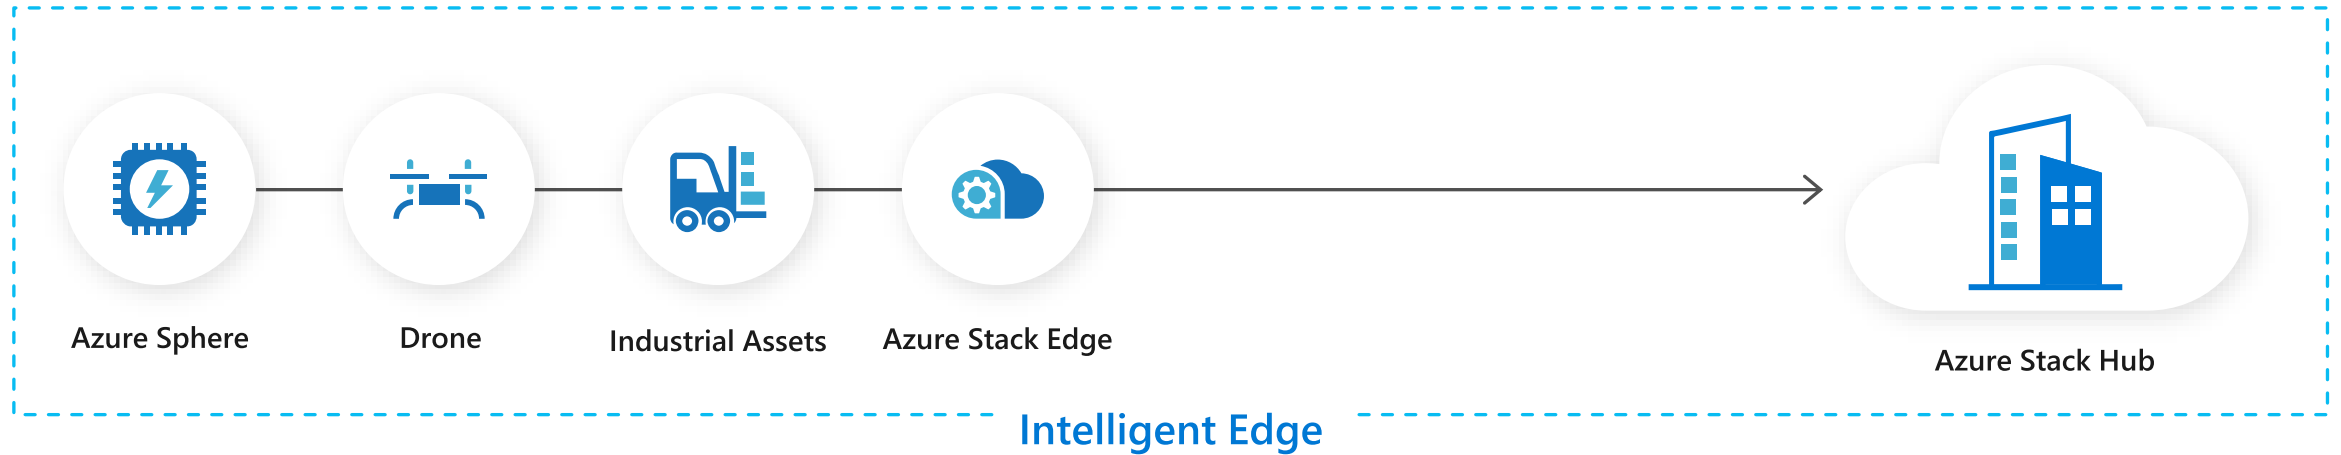 Azure Sphere
Drone
Industrial Assets
Azure Stack Edge
Azure Stack Hub
Intelligent Edge